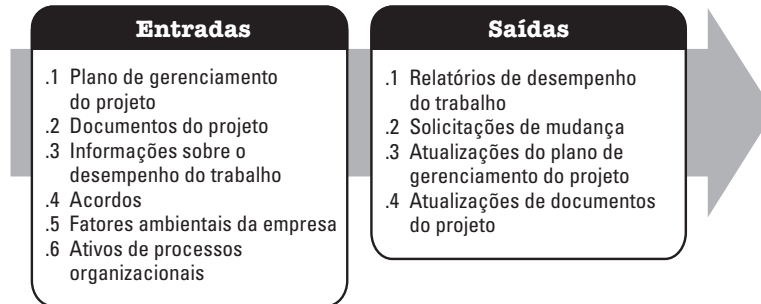 Entradas
.1 Plano de gerenciamento
do projeto
.2 Documentos do projeto
.3 Informações sobre o
desempenho do trabalho
.4 Acordos
.5 Fatores ambientais da empresa
.6 Ativos de processos
organizacionais
Saídas
.1 Relatórios de desempenho
do trabalho
.2 Solicitações de mudança
.3 Atualizações do plano de
gerenciamento do projeto
.4 Atualizações de documentos
do projeto